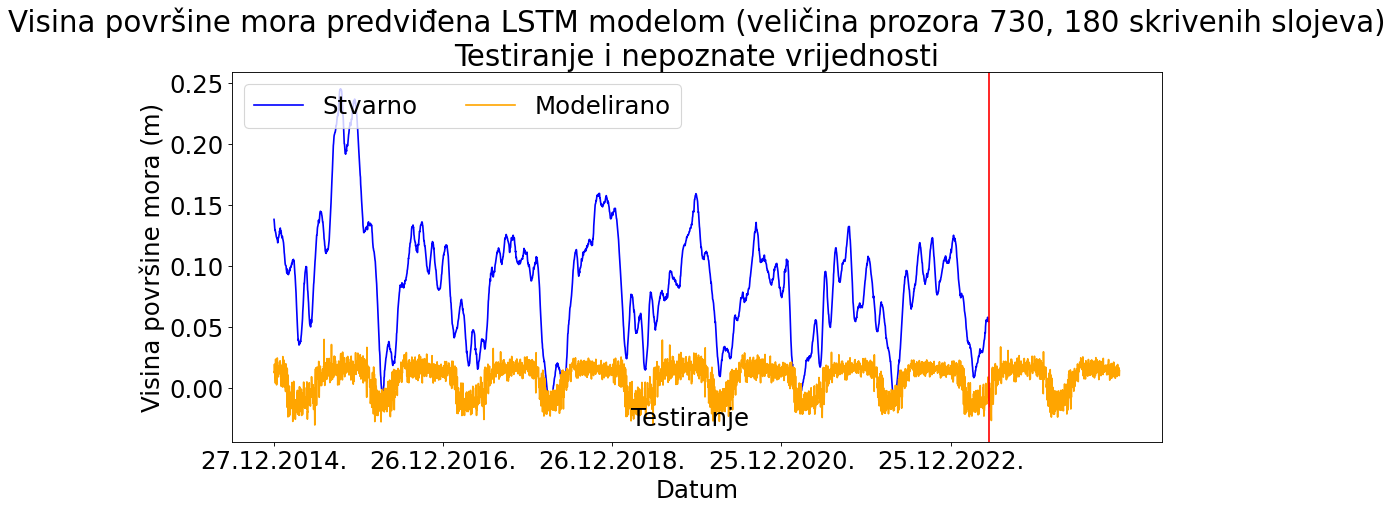 Visina površine mora predviđena LSTM modelom (veličina prozora 730, 180 skrivenih slojeva)
Testiranje i nepoznate vrijednosti
Stvarno
Modelirano
Visina površine mora (m)
0.25
0.20
0.15
0.10
0.05
0.00
Testiranje
27.12.2014.
26.12.2016.
26.12.2018.
25.12.2020.
25.12.2022.
Datum